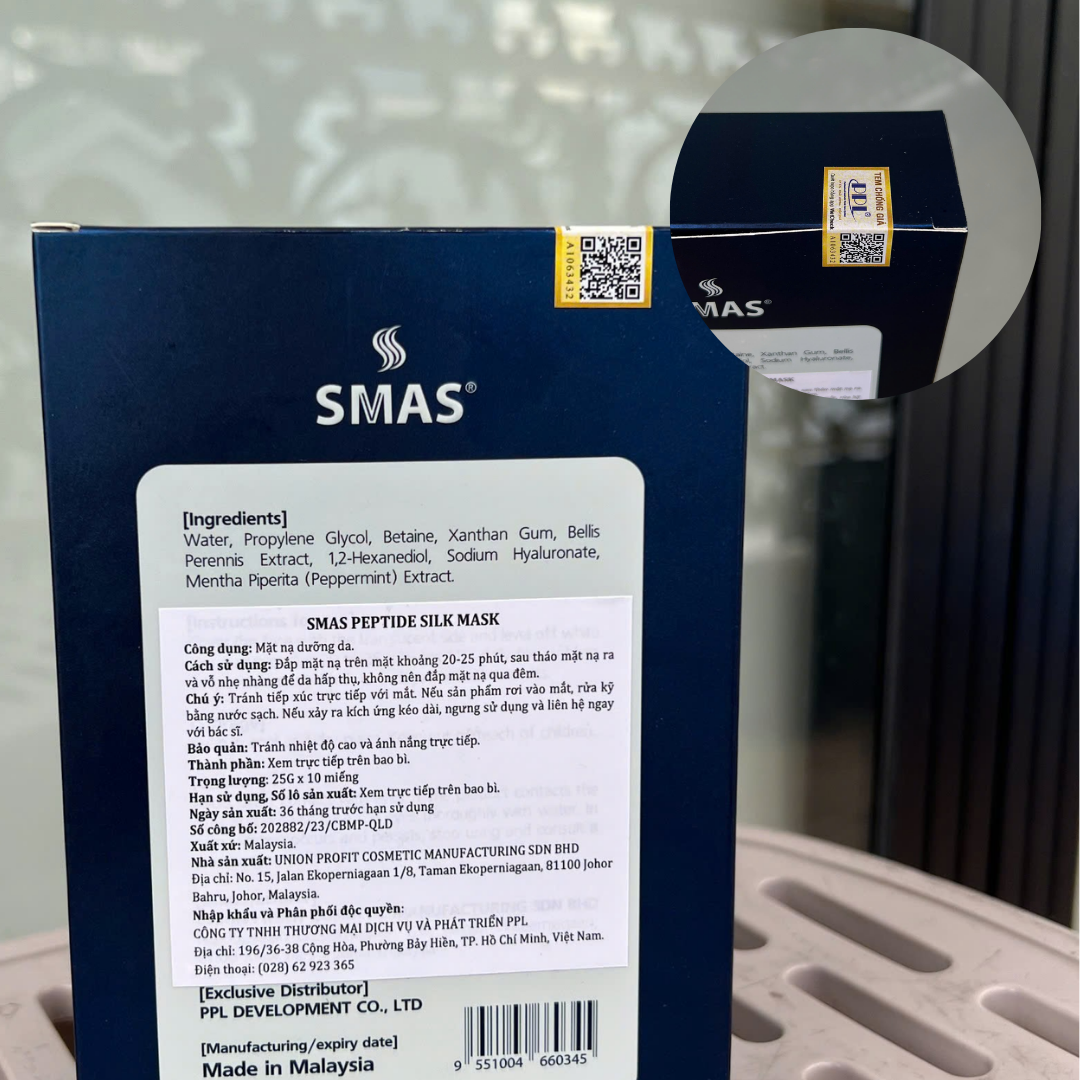 A1063432
SMAS®
[Ingredients]
Water, Propylene Glycol, Betaine, Xanthan Gum, Bellis
Perennis Extract, 1,2-Hexanediol, Sodium Hyaluronate,
Mentha Piperita (Peppermint) Extract.
SMAS PEPTIDE SILK MASK
Công dụng: Mặt nạ dưỡng da.
Cách sử dụng: Đắp mặt nạ trên mặt khoảng 20-25 phút, sau tháo mặt nạ ra
và vỗ nhẹ nhàng để da hấp thụ, không nên đắp mặt nạ qua đêm.
Chú ý: Tránh tiếp xúc trực tiếp với mắt. Nếu sản phẩm rơi vào mắt, rửa kỹ
bằng nước sạch. Nếu xảy ra kích ứng kéo dài, ngưng sử dụng và liên hệ ngay
với bác sĩ.
Bảo quản: Tránh nhiệt độ cao và ánh nắng trực tiếp.
Thành phần: Xem trực tiếp trên bao bì.
Trọng lượng: 25G x 10 miếng
Hạn sử dụng, Số lô sản xuất: Xem trực tiếp trên bao bì.
Ngày sản xuất: 36 tháng trước hạn sử dụng
Số công bố: 202882/23/CBMP-QLD
Xuất xứ: Malaysia.
Nhà sản xuất: UNION PROFIT COSMETIC MANUFACTURING SDN BHD
Địa chỉ: No. 15, Jalan Ekoperniagaan 1/8, Taman Ekoperniagaan, 81100 Johor
Bahru, Johor, Malaysia.
Nhập khẩu và Phân phối độc quyền:
CÔNG TY TNHH THƯƠNG MẠI DỊCH VỤ VÀ PHÁT TRIỂN PPL
Địa chỉ: 196/36-38 Cộng Hòa, Phường Bảy Hiền, TP. Hồ Chí Minh, Việt Nam.
Điện thoại: (028) 62 923 365
[Exclusive Distributor]
PPL DEVELOPMENT CO., LTD
[Manufacturing/expiry date]
Made in Malaysia
9 551004 660345
TEM CHỐNG GIẢ
PPL®
A1063432
MAS®
aine, Xanthan Gum, Bellis
Sodium Hyaluronate,